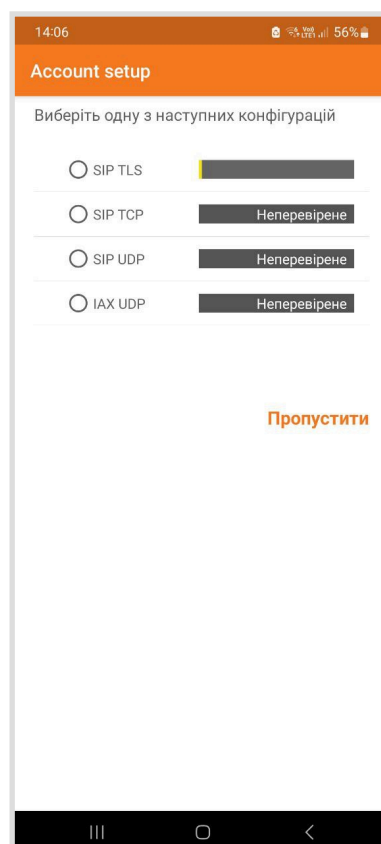 14:06 56%
Account setup
Виберіть одну з наступних конфігурацій
SIP TLS
SIP TCP Неперевірене
SIP UDP Неперевірене
IAX UDP Неперевірене
Пропустити